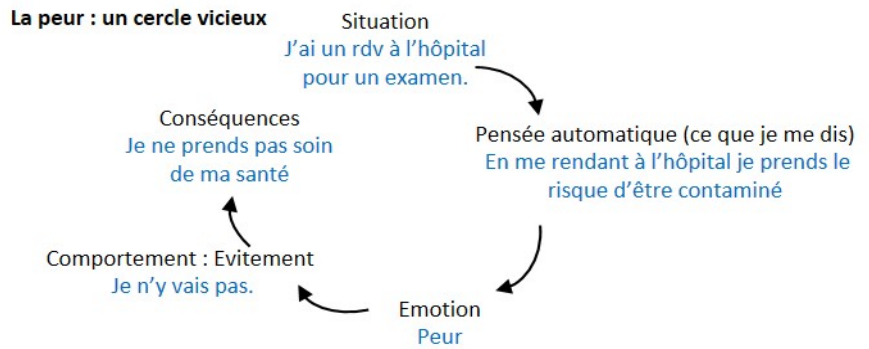 La peur : un cercle vicieux
Situation
J'ai un rdv à l'hôpital
pour un examen.
Pensée automatique (ce que je me dis)
En me rendant à l'hôpital je prends le
risque d'être contaminé
Emotion
Peur
Comportement : Evitement
Je n'y vais pas.
Conséquences
Je ne prends pas soin
de ma santé